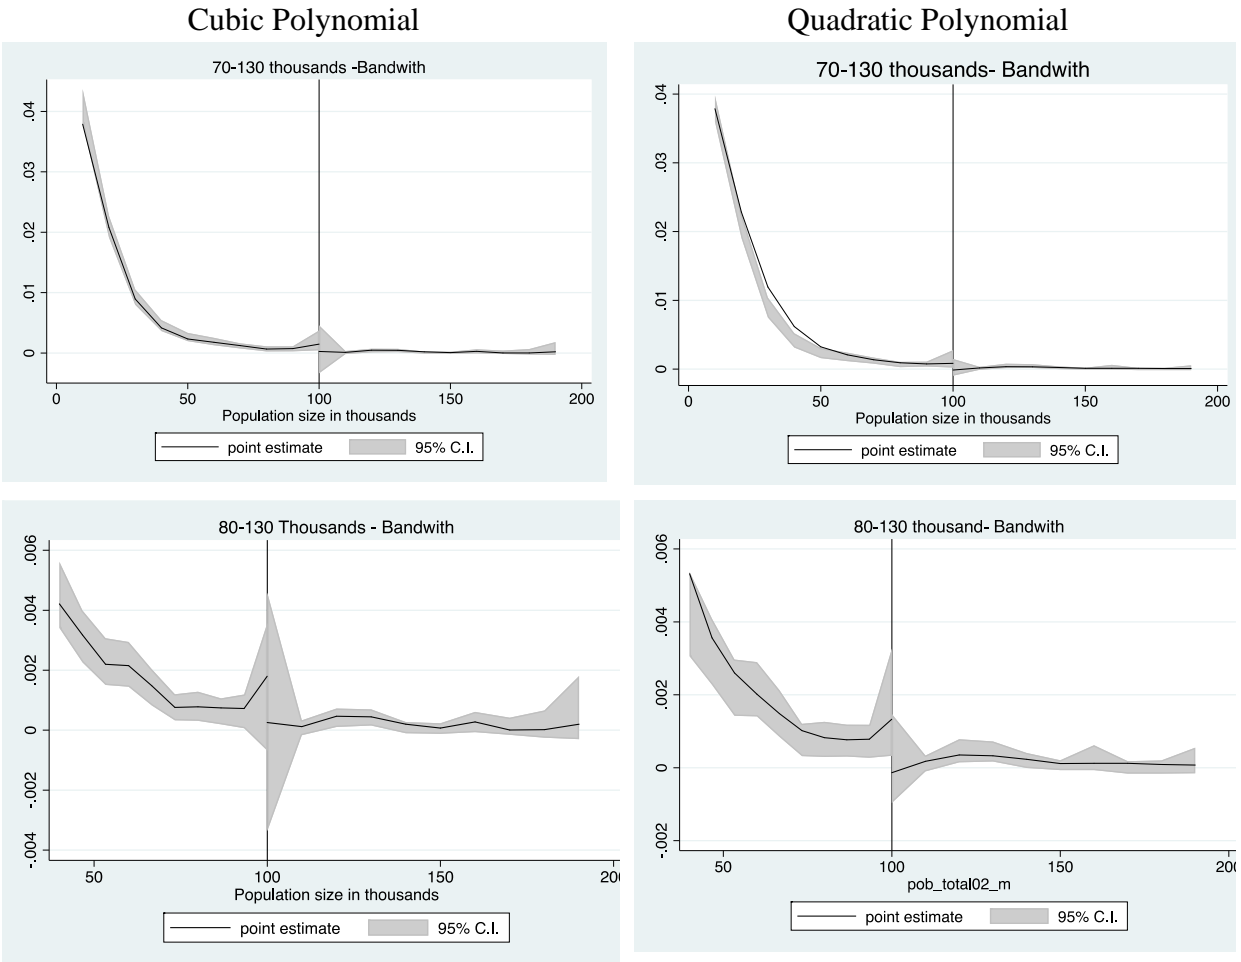 Cubic Polynomial
Quadratic Polynomial
70-130 thousands -Bandwith
.04
.03
.02
.01
0
0 50 100 150 200
Population size in thousands
point estimate 95% C.I.
70-130 thousands- Bandwith
.04
.03
.02
.01
0
0 50 100 150 200
Population size in thousands
point estimate 95% C.I.
80-130 Thousands - Bandwith
.006
.004
.002
0
-.002
-.004
50 100 150 200
Population size in thousands
point estimate 95% C.I.
80-130 thousand- Bandwith
.006
.004
.002
0
-.002
50 100 150 200
pob_total02_m
point estimate 95% C.I.